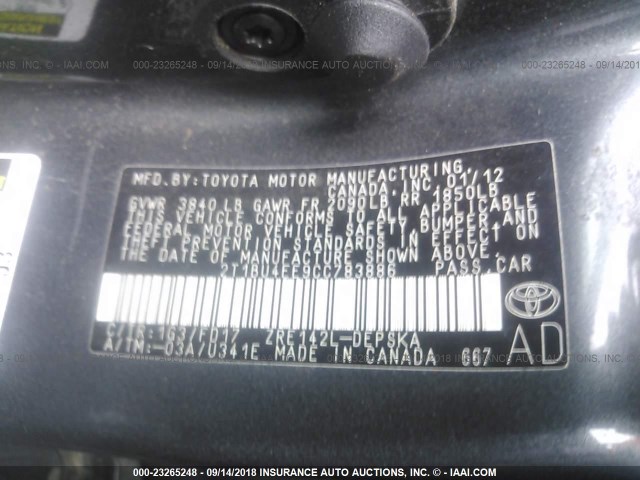 000-23265248 - 09/14/2018 INSURANCE AUTO AUCTIONS - © IAAI.COM
MFD. BY: TOYOTA MOTOR MANUFACTURING
CANADA, INC. 01/12
GVWR 3840 LB GAWR FR 2090LB, RR 1850LB
THIS VEHICLE CONFORMS TO ALL APPLICABLE
FEDERAL MOTOR VEHICLE SAFETY, BUMPER AND
THEFT PREVENTION STANDARDS IN EFFECT ON
THE DATE OF MANUFACTURE SHOWN ABOVE.
2T1BU4EE9CC783886 PASS. CAR
C/TR: 1G3/FD17 ZRE142L-DEPSKA
A/TM: -03A/U341E MADE IN CANADA 667
AD
000-23265248 - 09/14/2018 INSURANCE AUTO AUCTIONS - © IAAI.COM